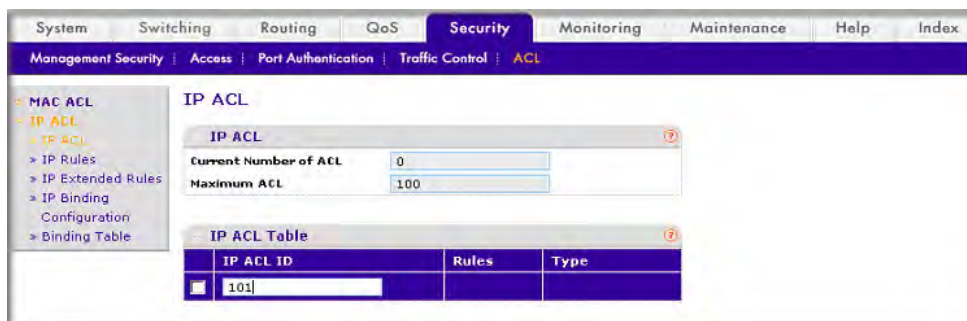 System Switching Routing QoS Security Monitoring Maintenance Help Index
Management Security Access Port Authentication Traffic Control ACL
MAC ACL
IP ACL
IP ACL
» IP Rules
» IP Extended Rules
» IP Binding
Configuration
» Binding Table
IP ACL
IP ACL ?
Current Number of ACL 0
Maximum ACL 100
IP ACL Table ?
IP ACL ID Rules Type
101